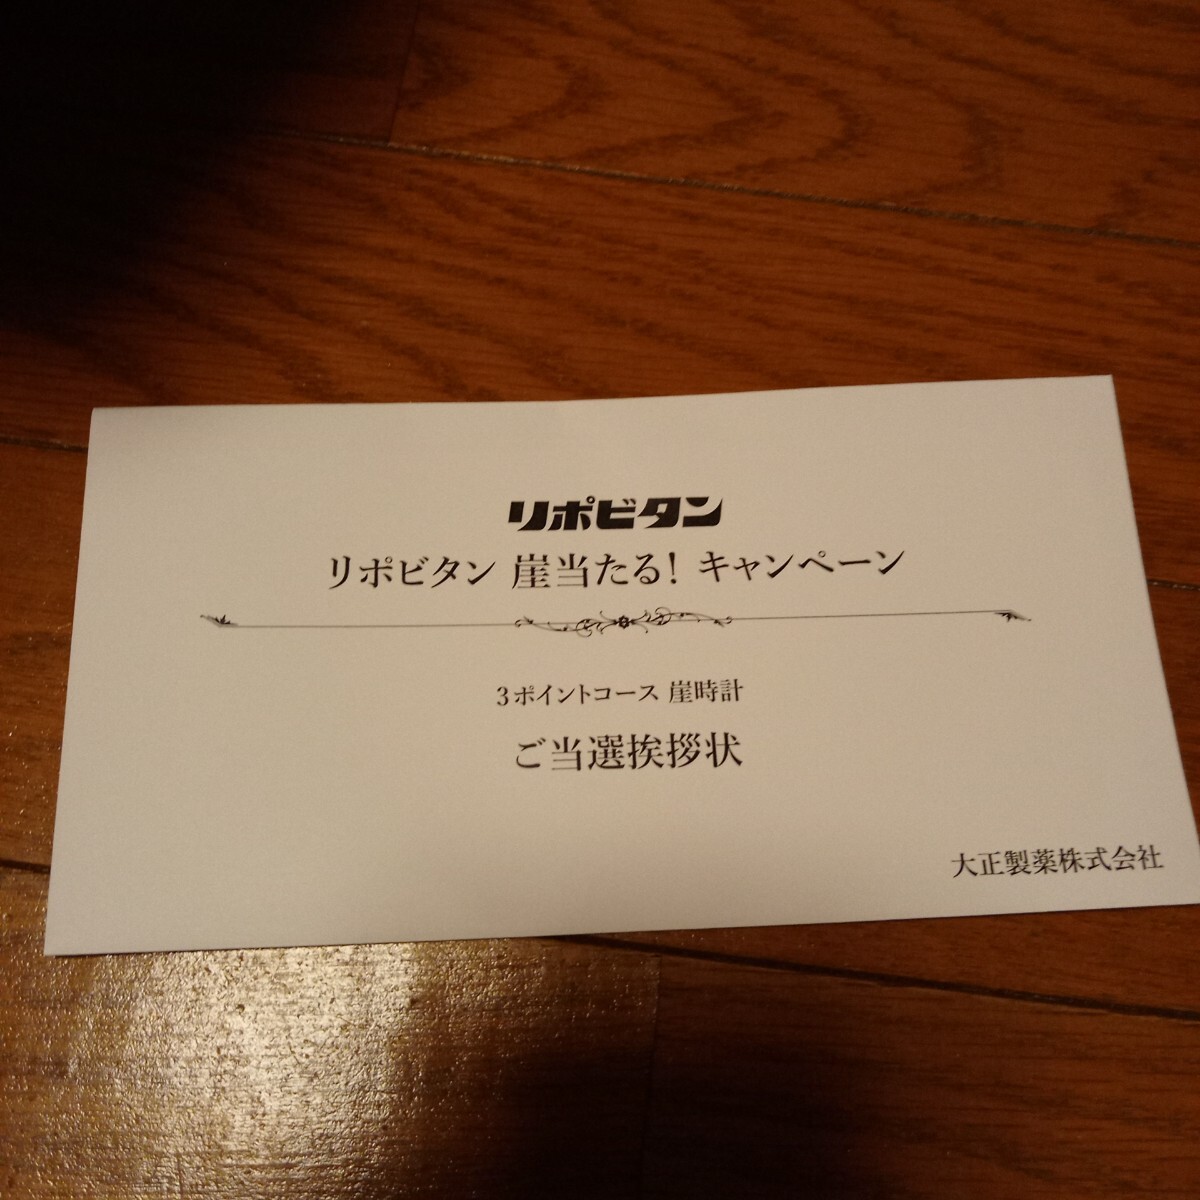 リポビタン
リポビタン 崖当たる! キャンペーン
3ポイントコース 崖時計
ご当選挨拶状
大正製薬株式会社